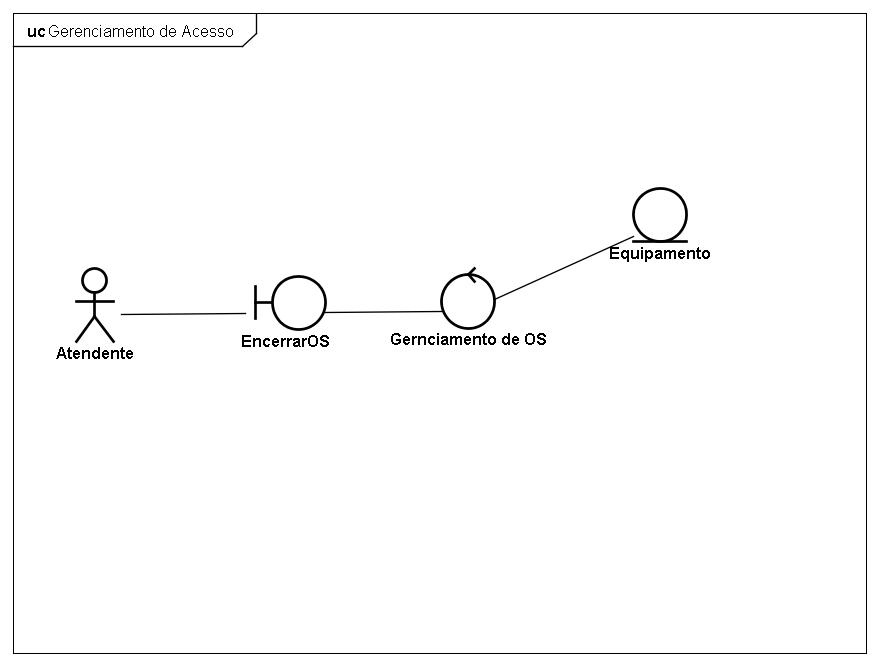 uc Gerenciamento de Acesso
Equipamento
Atendente
EncerrarOS
Gernciamento de OS